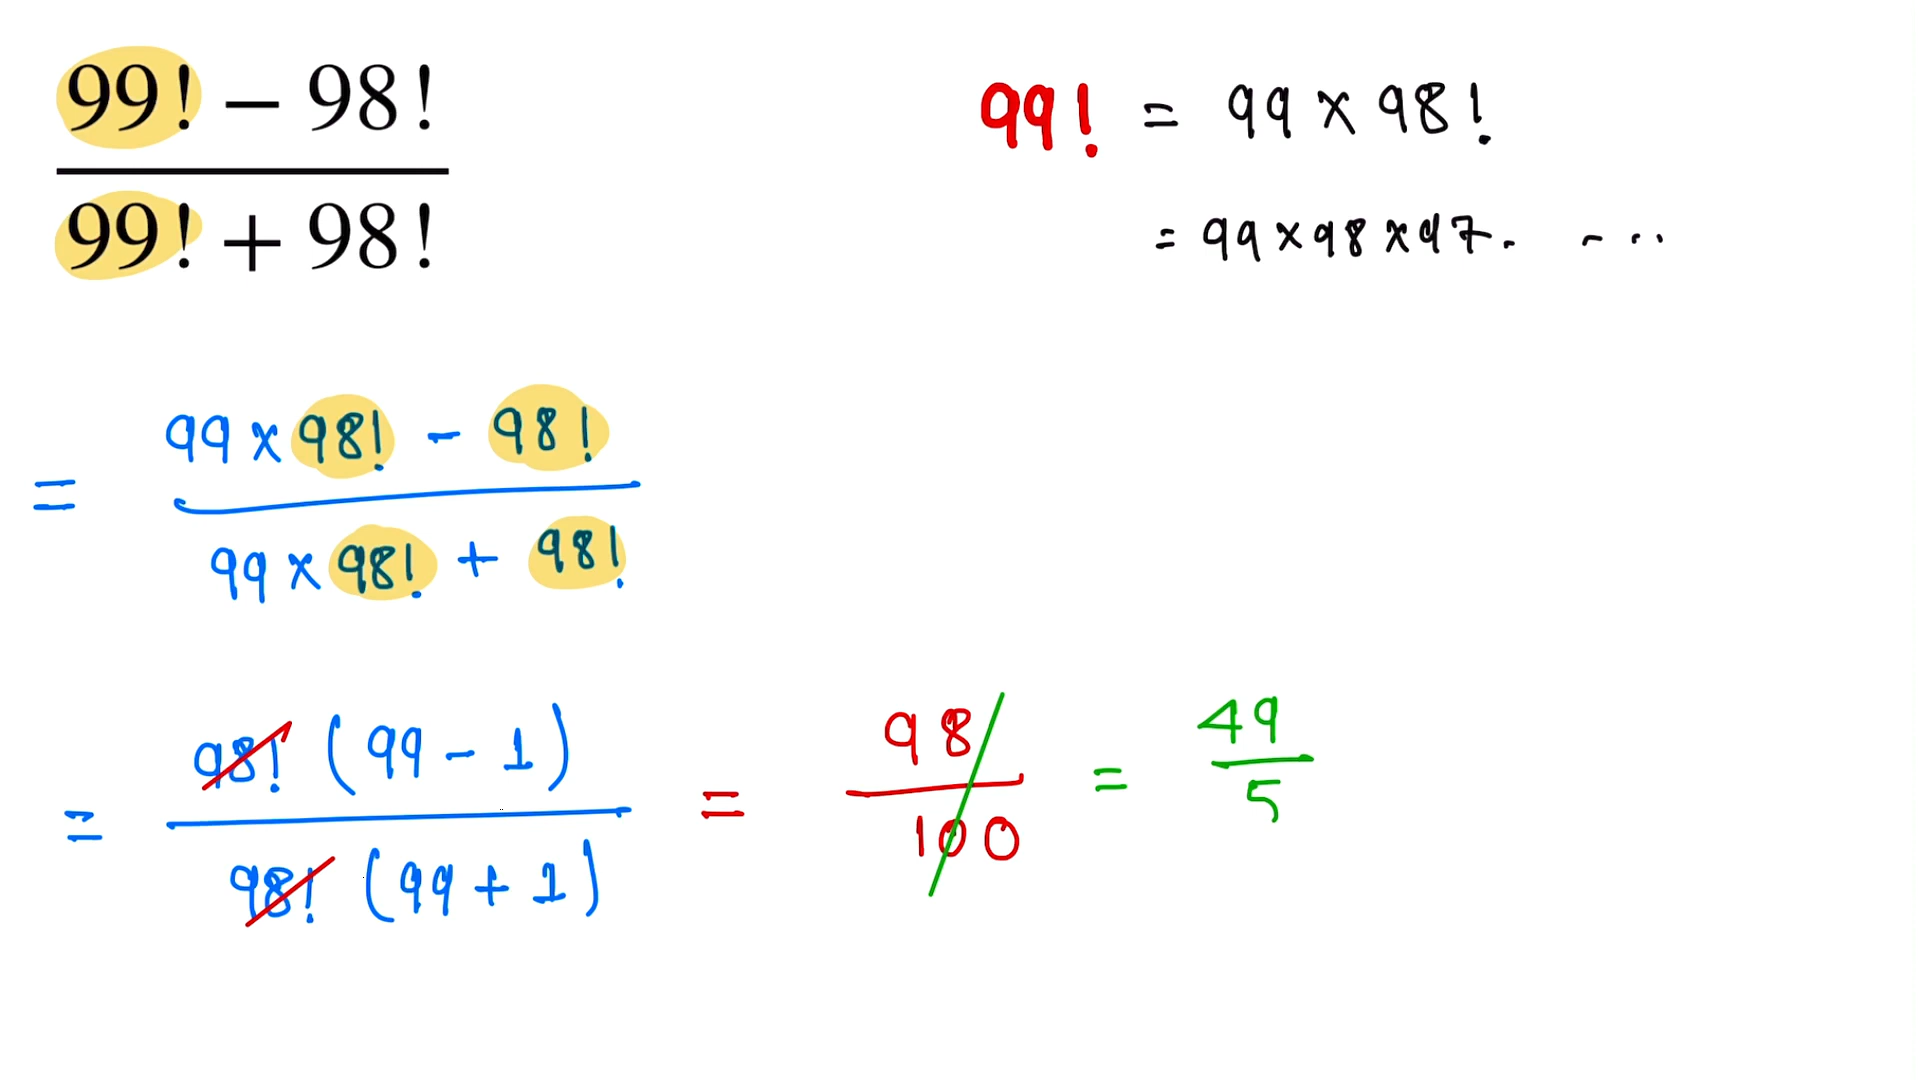 99! − 98!
99! + 98!
99! = 99 × 98!
= 99 × 98 × 97. - ...
= 99 × 98! − 98!
99 × 98! + 98!
= 98! (99 − 1)
98! (99 + 1)
= 98
100
= 49
5